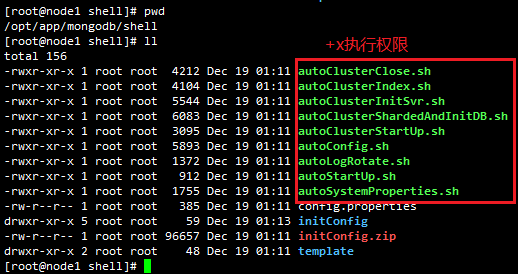 [root@node1 shell]# pwd
/opt/app/mongodb/shell
[root@node1 shell]# ll
+x执行权限
total 156
-rwxr-xr-x 1 root root 4212 Dec 19 01:11 autoClusterClose.sh
-rwxr-xr-x 1 root root 4104 Dec 19 01:11 autoClusterIndex.sh
-rwxr-xr-x 1 root root 5544 Dec 19 01:11 autoClusterInitSvr.sh
-rwxr-xr-x 1 root root 6083 Dec 19 01:11 autoClusterShardedAndInitDB.sh
-rwxr-xr-x 1 root root 3095 Dec 19 01:11 autoClusterStartUp.sh
-rwxr-xr-x 1 root root 5893 Dec 19 01:11 autoConfig.sh
-rwxr-xr-x 1 root root 1372 Dec 19 01:11 autoLogRotate.sh
-rwxr-xr-x 1 root root 912 Dec 19 01:11 autoStartUp.sh
-rwxr-xr-x 1 root root 1755 Dec 19 01:11 autoSystemProperties.sh
-rw-r--r-- 1 root root 385 Dec 19 01:11 config.properties
drwxr-xr-x 5 root root 59 Dec 19 01:13 initConfig
-rw-r--r-- 1 root root 96657 Dec 19 01:11 initConfig.zip
drwxr-xr-x 2 root root 48 Dec 19 01:11 template
[root@node1 shell]#